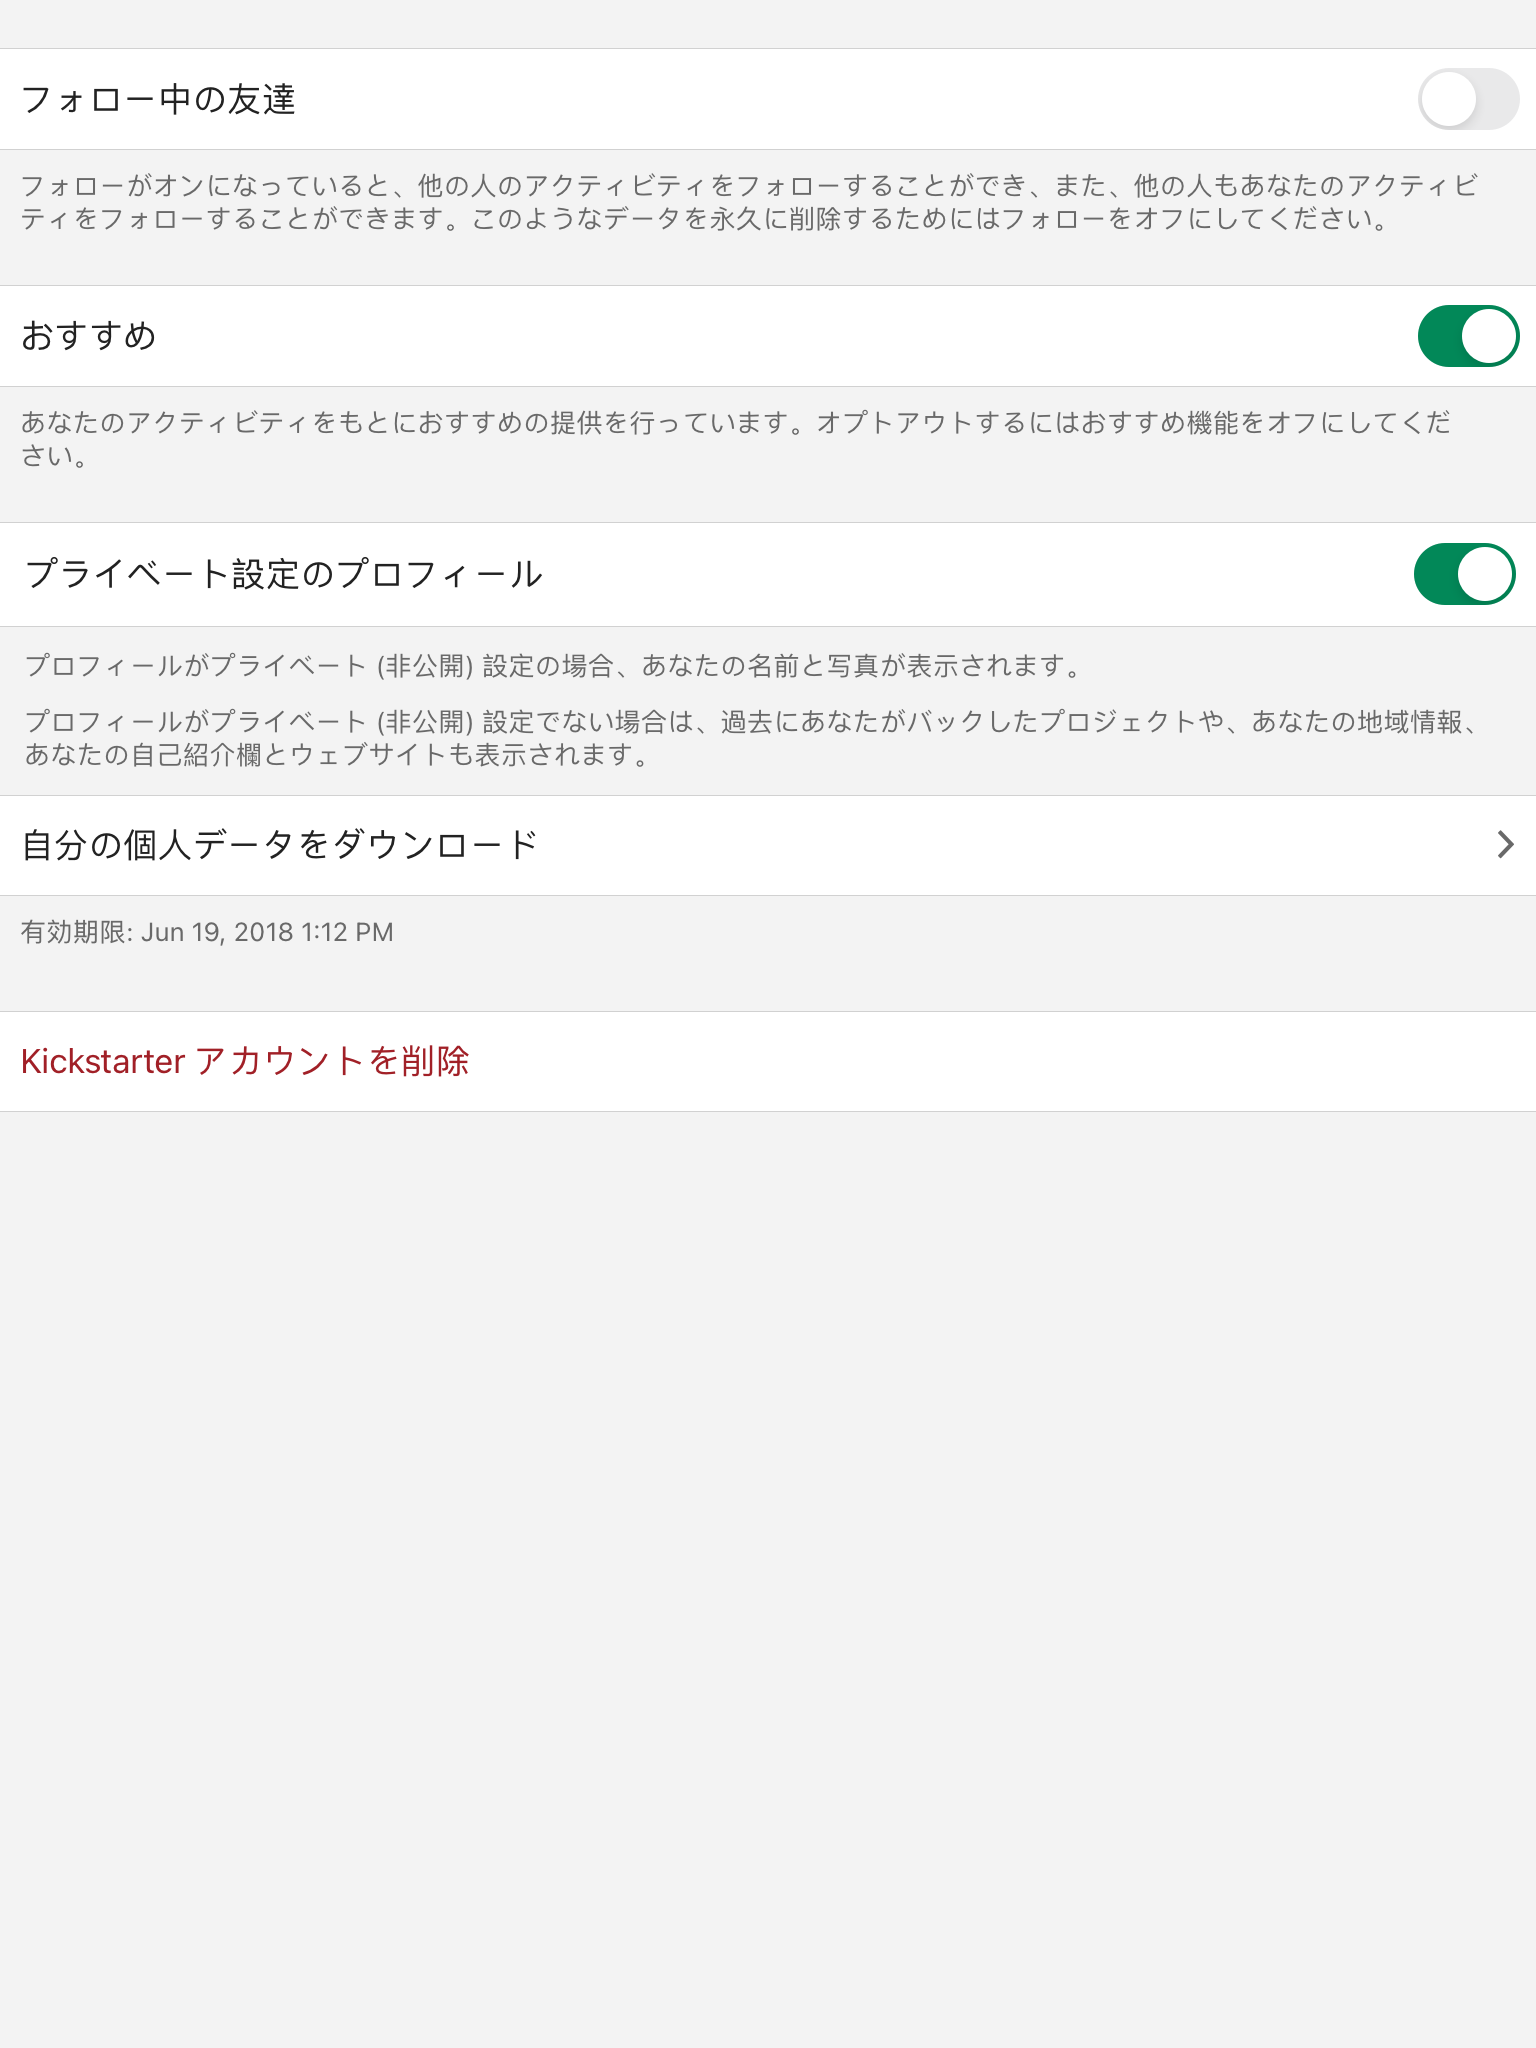 フォロー中の友達
フォローがオンになっていると、他の人のアクティビティをフォローすることができ、また、他の人もあなたのアクティビ
ティをフォローすることができます。このようなデータを永久に削除するためにはフォローをオフにしてください。
おすすめ
あなたのアクティビティをもとにおすすめの提供を行っています。オプトアウトするにはおすすめ機能をオフにしてくだ
さい。
プライベート設定のプロフィール
プロフィールがプライベート (非公開) 設定の場合、あなたの名前と写真が表示されます。
プロフィールがプライベート (非公開) 設定でない場合は、過去にあなたがバックしたプロジェクトや、あなたの地域情報、
あなたの自己紹介欄とウェブサイトも表示されます。
自分の個人データをダウンロード
有効期限: Jun 19, 2018 1:12 PM
Kickstarter アカウントを削除